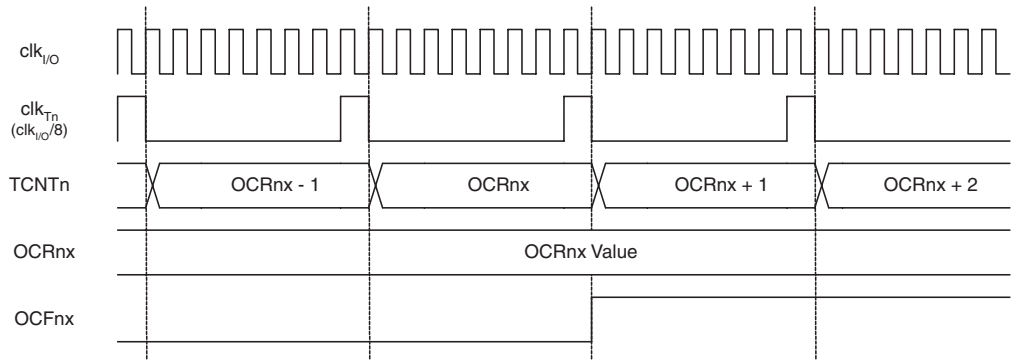 clkI/O
clkTn
(clkI/O/8)
TCNTn
OCRnx - 1
OCRnx
OCRnx + 1
OCRnx + 2
OCRnx
OCRnx Value
OCFnx